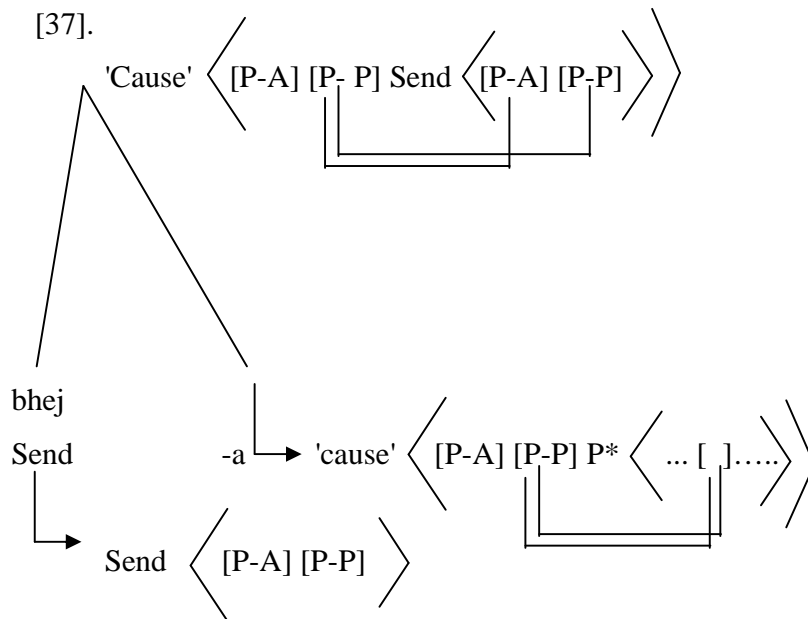 [37].
'Cause' [P-A] [P- P] Send [P-A] [P-P]
bhej
Send -a 'cause' [P-A] [P-P] P* ... [ ].....
Send [P-A] [P-P]